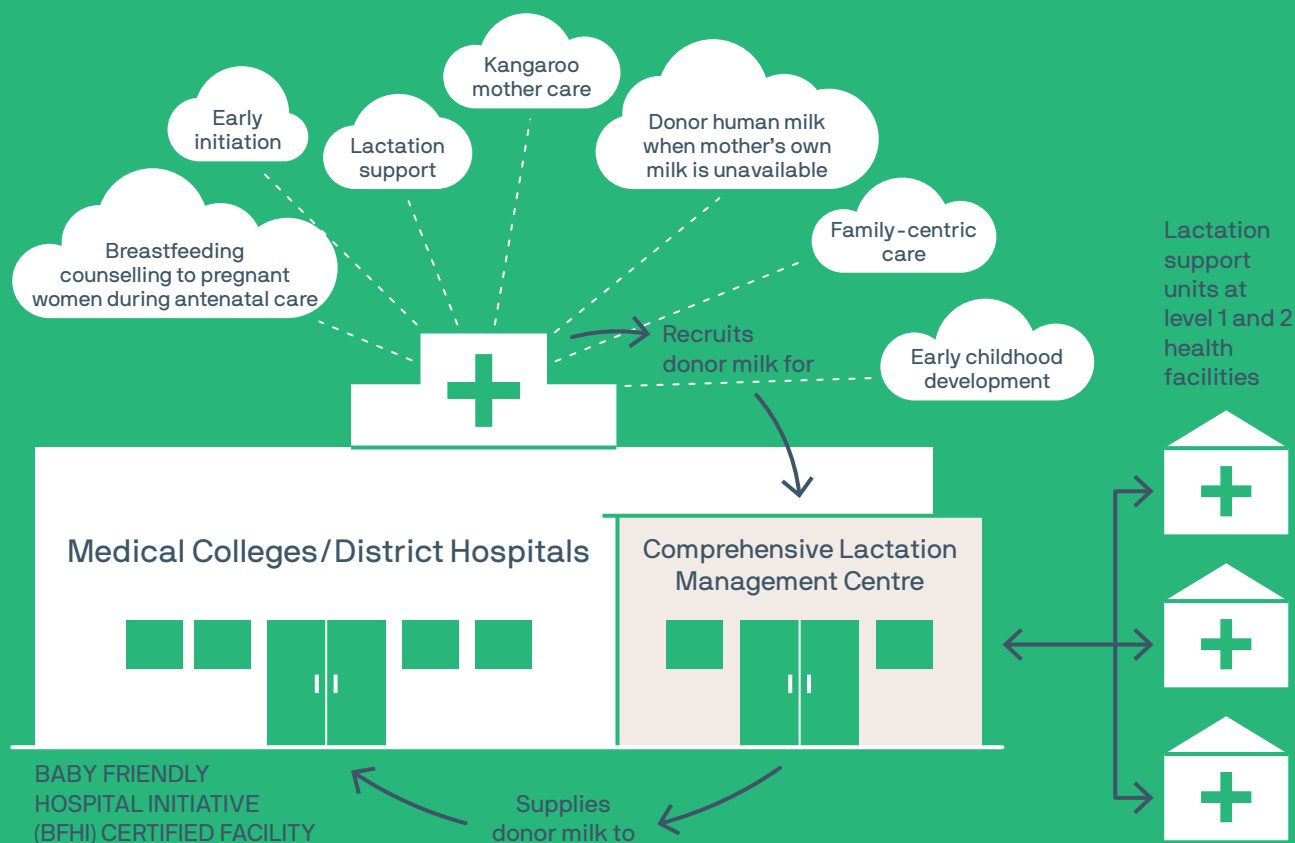 Kangaroo
mother care
Early
initiation
Lactation
support
Donor human milk
when mother's own
milk is unavailable
Breastfeeding
counselling to pregnant
women during antenatal care
Family-centric
care
Early childhood
development
Recruits
donor milk for
Lactation
support
units at
level 1 and 2
health
facilities
Medical Colleges/District Hospitals
Comprehensive Lactation
Management Centre
BABY FRIENDLY
HOSPITAL INITIATIVE
(BFHI) CERTIFIED FACILITY
Supplies
donor milk to